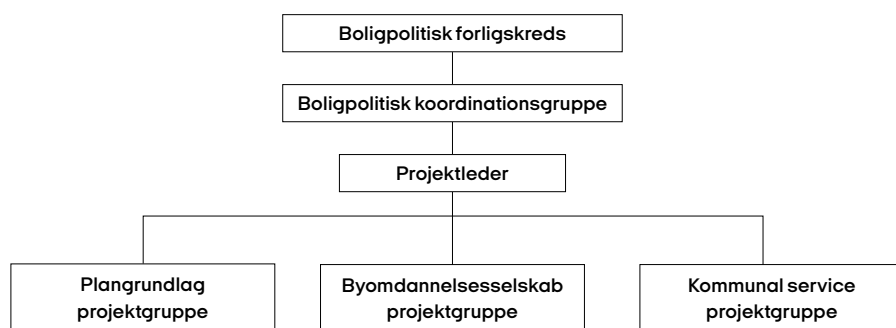 Boligpolitisk forligskreds
Boligpolitisk koordinationsgruppe
Projektleder
Plangrundlag
projektgruppe
Byomdannelsesselskab
projektgruppe
Kommunal service
projektgruppe